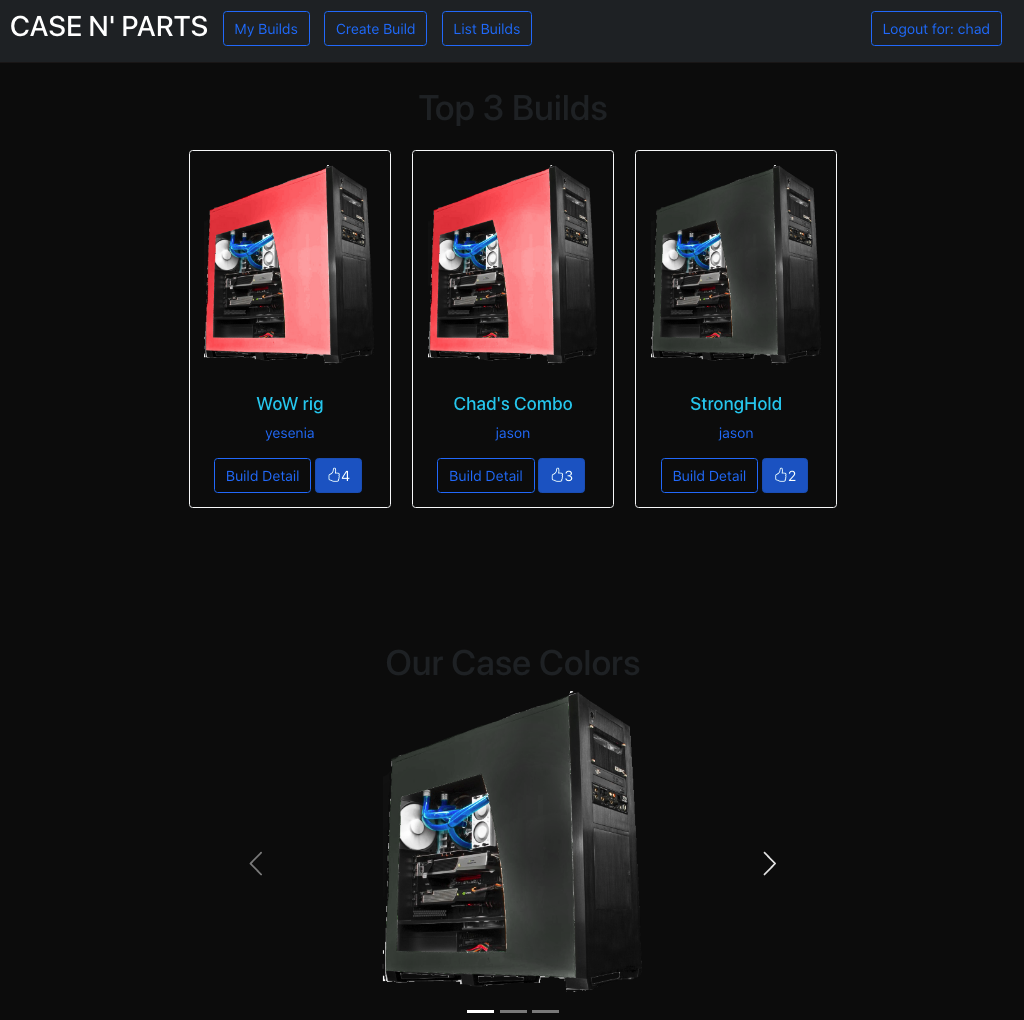 CASE N' PARTS My Builds Create Build List Builds Logout for: chad
Top 3 Builds
WoW rig
yesenia
Build Detail 4
Chad's Combo
jason
Build Detail 3
StrongHold
jason
Build Detail 2
Our Case Colors